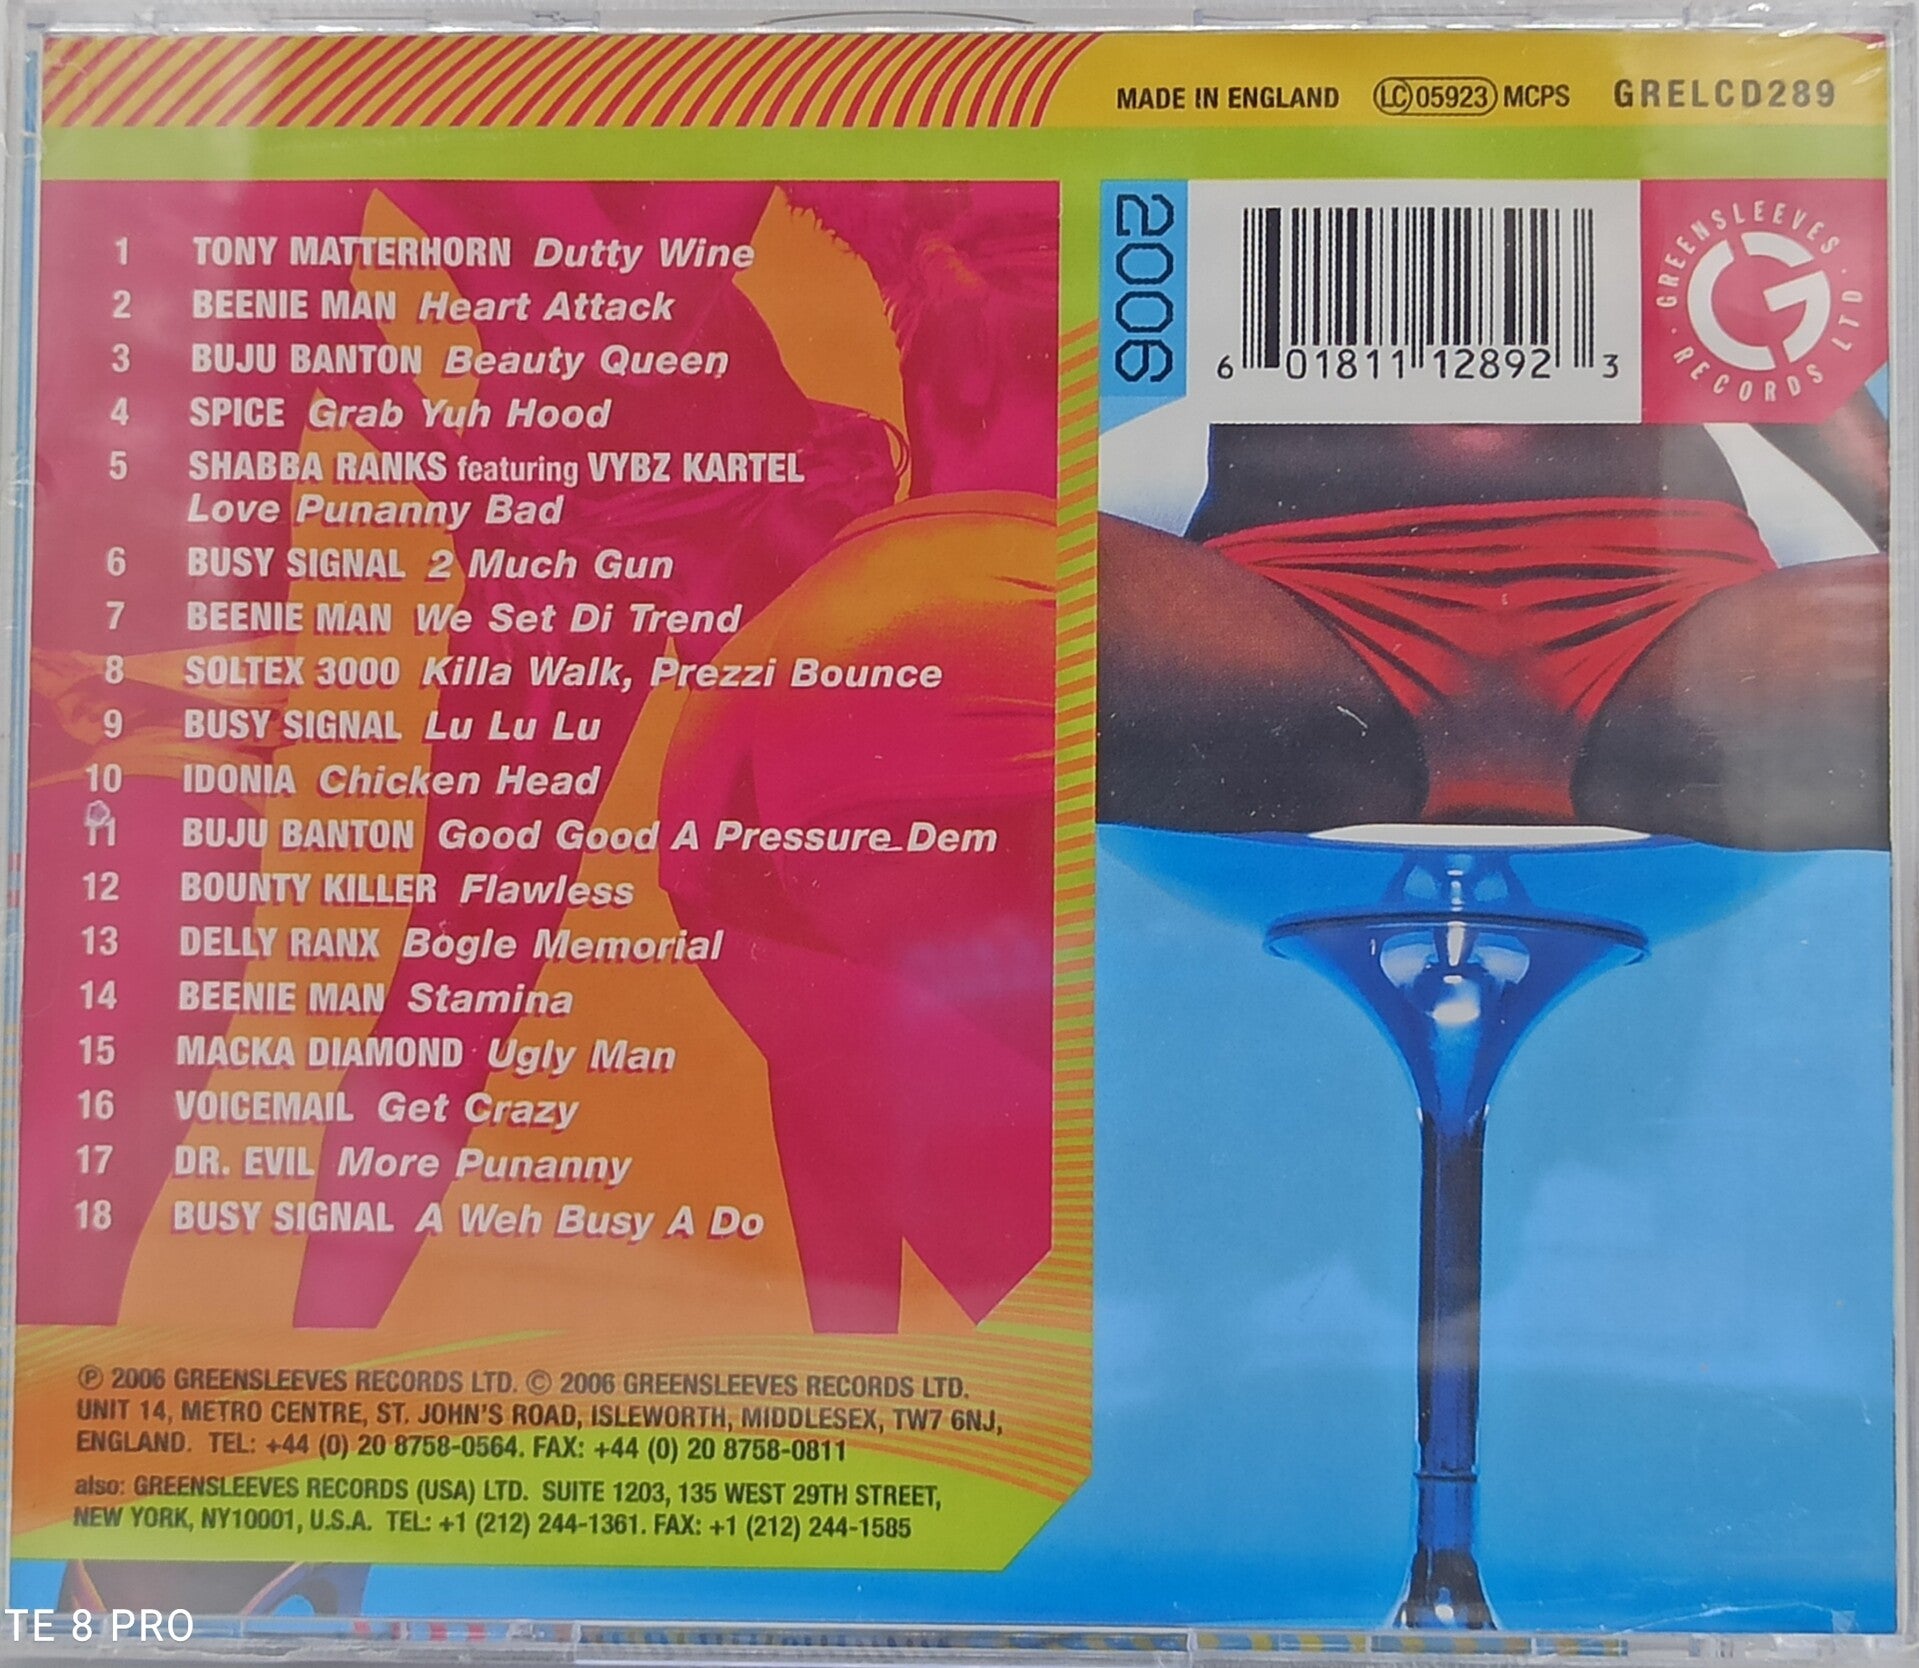 MADE IN ENGLAND LC 05923 MCPS GRELCD289
1 TONY MATTERHORN Dutty Wine
2 BEENIE MAN Heart Attack
3 BUJU BANTON Beauty Queen
4 SPICE Grab Yuh Hood
5 SHABBA RANKS featuring VYBZ KARTEL
Love Punanny Bad
6 BUSY SIGNAL 2 Much Gun
7 BEENIE MAN We Set Di Trend
8 SOLTEX 3000 Killa Walk, Prezzi Bounce
9 BUSY SIGNAL Lu Lu Lu
10 IDONIA Chicken Head
11 BUJU BANTON Good Good A Pressure Dem
12 BOUNTY KILLER Flawless
13 DELLY RANX Bogle Memorial
14 BEENIE MAN Stamina
15 MACKA DIAMOND Ugly Man
16 VOICEMAIL Get Crazy
17 DR. EVIL More Punanny
18 BUSY SIGNAL A Weh Busy A Do
2006
6 01811 12892 3
GREENSLEEVES · RECORDS LTD ·
G
℗ 2006 GREENSLEEVES RECORDS LTD. © 2006 GREENSLEEVES RECORDS LTD.
UNIT 14, METRO CENTRE, ST. JOHN'S ROAD, ISLEWORTH, MIDDLESEX, TW7 6NJ,
ENGLAND. TEL: +44 (0) 20 8758-0564. FAX: +44 (0) 20 8758-0811
also: GREENSLEEVES RECORDS (USA) LTD. SUITE 1203, 135 WEST 29TH STREET,
NEW YORK, NY10001, U.S.A. TEL: +1 (212) 244-1361. FAX: +1 (212) 244-1585
TE 8 PRO